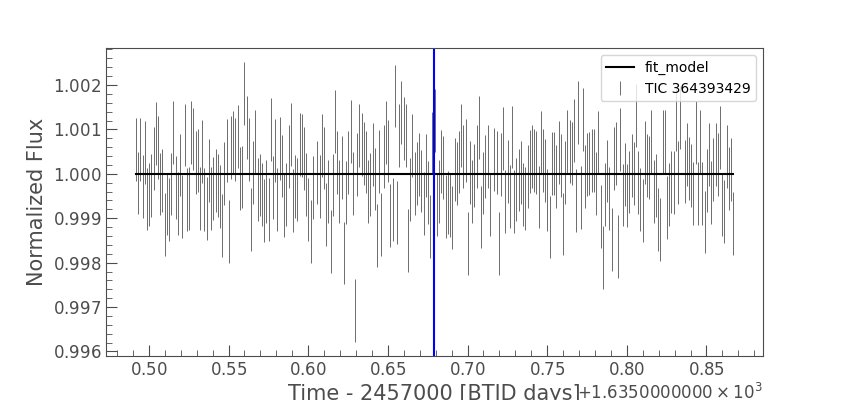 fit_model
TIC 364393429
Normalized Flux
1.002
1.001
1.000
0.999
0.998
0.997
0.996
0.50 0.55 0.60 0.65 0.70 0.75 0.80 0.85
Time - 2457000 [BTJD days]
+1.6350000000 × 10³